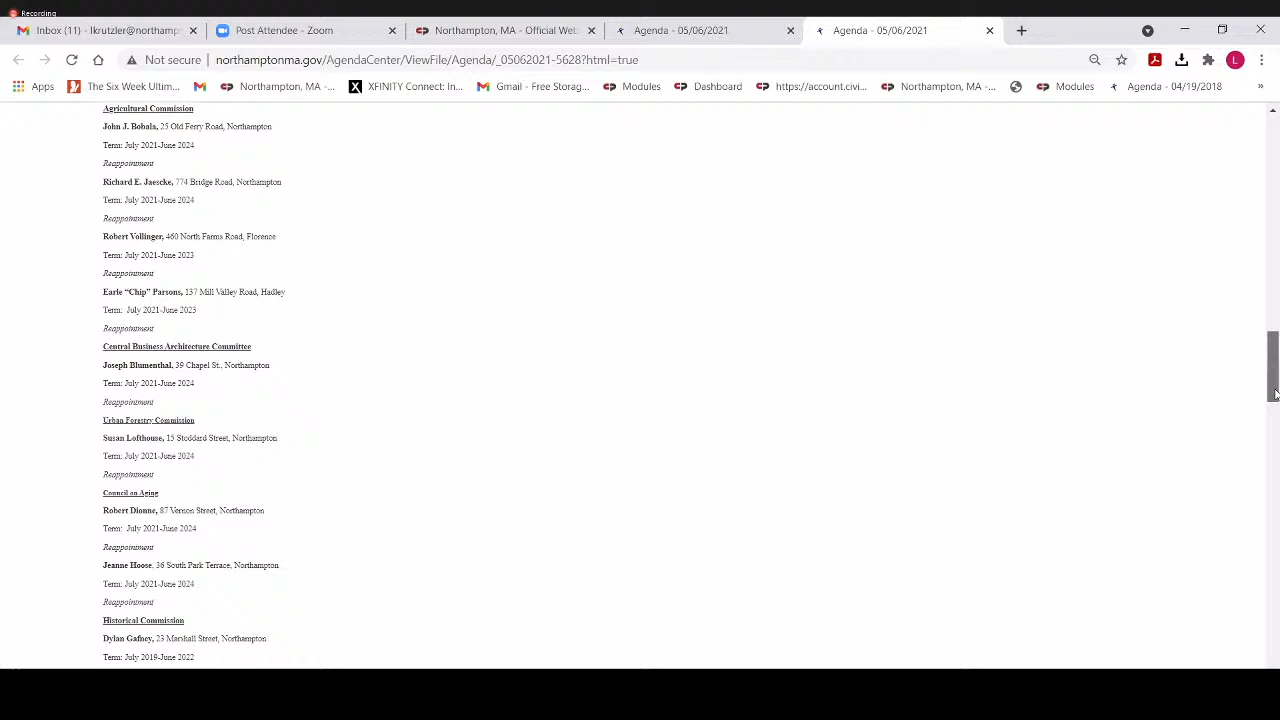 Recording
Inbox (11) - lkrutzler@northamp
Post Attendee - Zoom
Northampton, MA - Official Web
Agenda - 05/06/2021
Agenda - 05/06/2021
Not secure
northamptonma.gov/AgendaCenter/ViewFile/Agenda/_05062021-5628?html=true
L
Apps
The Six Week Ultim...
Northampton, MA -...
XFINITY Connect: In...
Gmail - Free Storag...
Modules
Dashboard
https://account.civi...
Northampton, MA -...
Modules
Agenda - 04/19/2018
»
Agricultural Commission
John J. Bobala, 25 Old Ferry Road, Northampton
Term: July 2021-June 2024
Reappointment
Richard E. Jaescke, 774 Bridge Road, Northampton
Term: July 2021-June 2024
Reappointment
Robert Vollinger, 460 North Farms Road, Florence
Term: July 2021-June 2023
Reappointment
Earle “Chip” Parsons, 137 Mill Valley Road, Hadley
Term: July 2021-June 2023
Reappointment
Central Business Architecture Committee
Joseph Blumenthal, 39 Chapel St., Northampton
Term: July 2021-June 2024
Reappointment
Urban Forestry Commission
Susan Lofthouse, 15 Stoddard Street, Northampton
Term: July 2021-June 2024
Reappointment
Council on Aging
Robert Dionne, 87 Vernon Street, Northampton
Term: July 2021-June 2024
Reappointment
Jeanne Hoose, 36 South Park Terrace, Northampton
Term: July 2021-June 2024
Reappointment
Historical Commission
Dylan Gafney, 23 Marshall Street, Northampton
Term: July 2019-June 2022